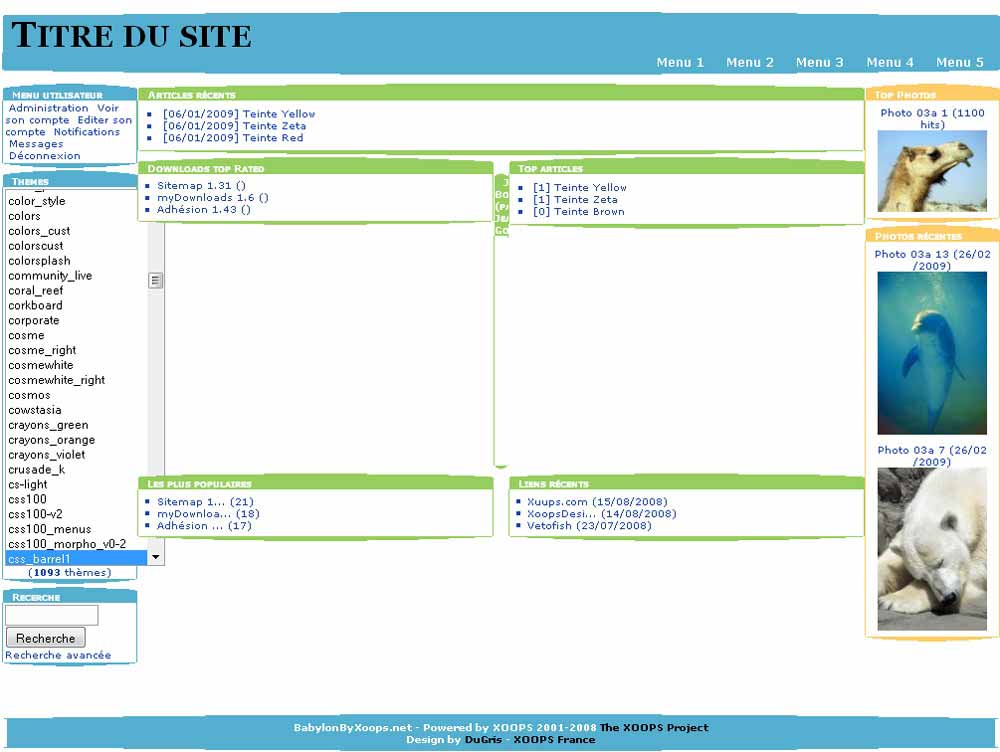 TITRE DU SITE
Menu 1 Menu 2 Menu 3 Menu 4 Menu 5
MENU UTILISATEUR
Administration Voir
son compte Editer son
compte Notifications
Messages
Déconnexion
THEMES
color_style
colors
colors_cust
colorscust
colorsplash
community_live
coral_reef
corkboard
corporate
cosme
cosme_right
cosmewhite
cosmewhite_right
cosmos
cowstasia
crayons_green
crayons_orange
crayons_violet
crusade_k
cs-light
css100
css100-v2
css100_menus
css100_morpho_v0-2
css_barrel1
(1093 thèmes)
RECERCHE
Recherche
Recherche avancée
ARTICLES RÉCENTS
[06/01/2009] Teinte Yellow
[06/01/2009] Teinte Zeta
[06/01/2009] Teinte Red
DOWNLOADS TOP RATED
Sitemap 1.31 ()
myDownloads 1.6 ()
Adhésion 1.43 ()
TOP ARTICLES
[1] Teinte Yellow
[1] Teinte Zeta
[0] Teinte Brown
LES PLUS POPULAIRES
Sitemap 1... (21)
myDownloa... (18)
Adhésion ... (17)
LIENS RÉCENTS
Xuups.com (15/08/2008)
XoopsDesi... (14/08/2008)
Vetofish (23/07/2008)
TOP PHOTOS
Photo 03a 1 (1100
hits)
PHOTOS RÉCENTES
Photo 03a 13 (26/02
/2009)
Photo 03a 7 (26/02
/2009)
BabylonByXoops.net - Powered by XOOPS 2001-2008 The XOOPS Project
Design by DuGris - XOOPS France